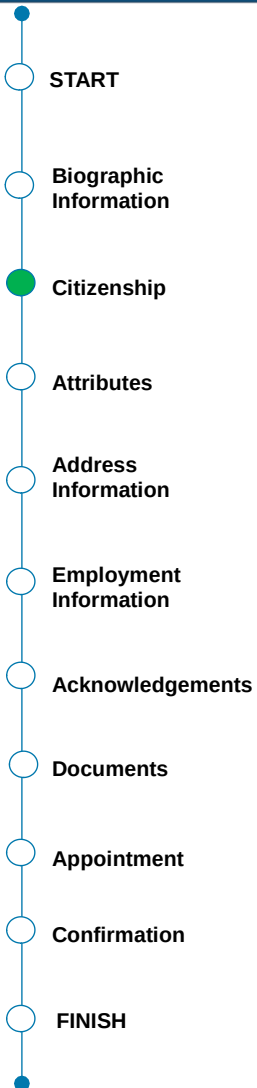 START
Biographic
Information
Citizenship
Attributes
Address
Information
Employment
Information
Acknowledgements
Documents
Appointment
Confirmation
FINISH